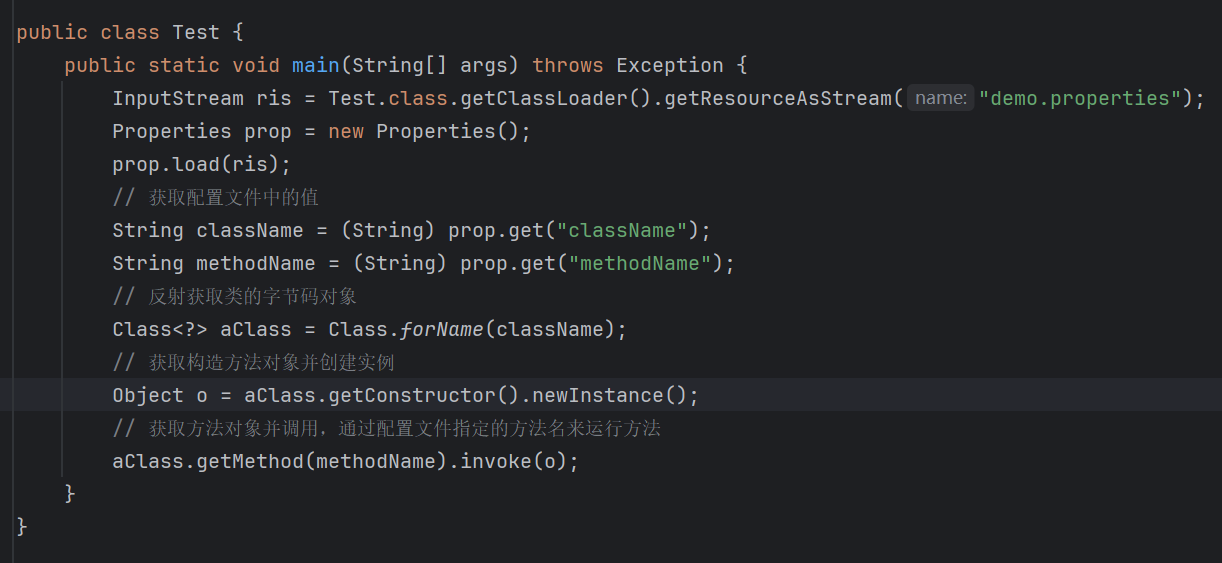 public class Test {
public static void main(String[] args) throws Exception {
InputStream ris = Test.class.getClassLoader().getResourceAsStream( name: "demo.properties");
Properties prop = new Properties();
prop.load(ris);
// 获取配置文件中的值
String className = (String) prop.get("className");
String methodName = (String) prop.get("methodName");
// 反射获取类的字节码对象
Class<?> aClass = Class.forName(className);
// 获取构造方法对象并创建实例
Object o = aClass.getConstructor().newInstance();
// 获取方法对象并调用，通过配置文件指定的方法名来运行方法
aClass.getMethod(methodName).invoke(o);
}
}